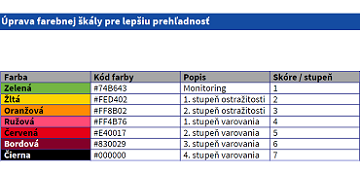 Úprava farebnej škály pre lepšiu prehľadnosť
Farba Kód farby Popis Skóre / stupeň
Zelená #74B643 Monitoring 1
Žltá #FED402 1. stupeň ostražitosti 2
Oranžová #FF8B02 2. stupeň ostražitosti 3
Ružová #FF4B76 1. stupeň varovania 4
Červená #E40017 2. stupeň varovania 5
Bordová #830029 3. stupeň varovania 6
Čierna #000000 4. stupeň varovania 7